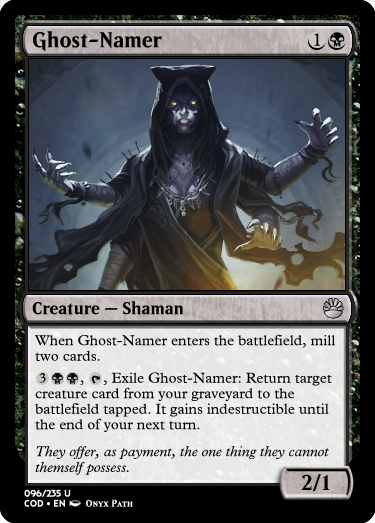 Ghost-Namer 1
Creature — Shaman
When Ghost-Namer enters the battlefield, mill
two cards.
3, Exile Ghost-Namer: Return target
creature card from your graveyard to the
battlefield tapped. It gains indestructible until
the end of your next turn.
They offer, as payment, the one thing they cannot
themself possess.
2/1
096/235 U
COD • EN Onyx Path